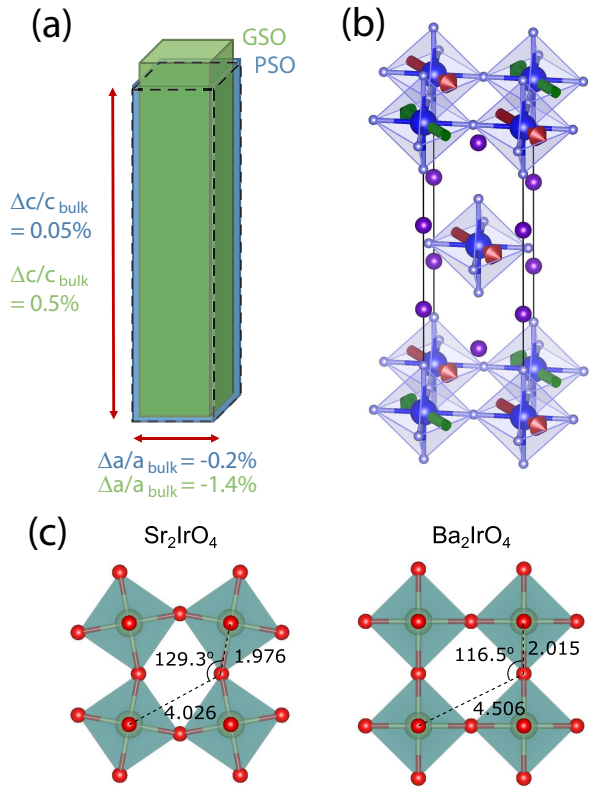 (a)
GSO
PSO
Δc/c bulk
= 0.05%
Δc/c bulk
= 0.5%
Δa/a bulk = -0.2%
Δa/a bulk = -1.4%
(b)
(c)
Sr₂IrO₄
Ba₂IrO₄
129.3°
1.976
4.026
116.5°
2.015
4.506